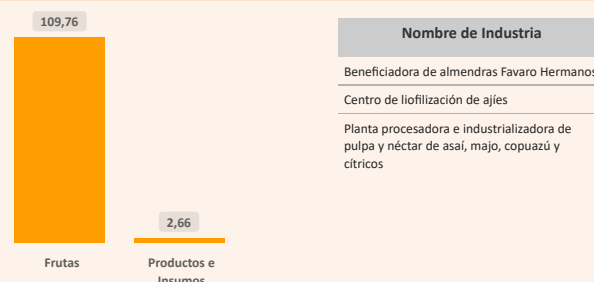 109,76
2,66
Frutas
Productos e
Insumos
Nombre de Industria
Beneficiadora de almendras Favaro Hermanos
Centro de liofilización de ajíes
Planta procesadora e industrializadora de
pulpa y néctar de asaí, majo, copuazú y
cítricos